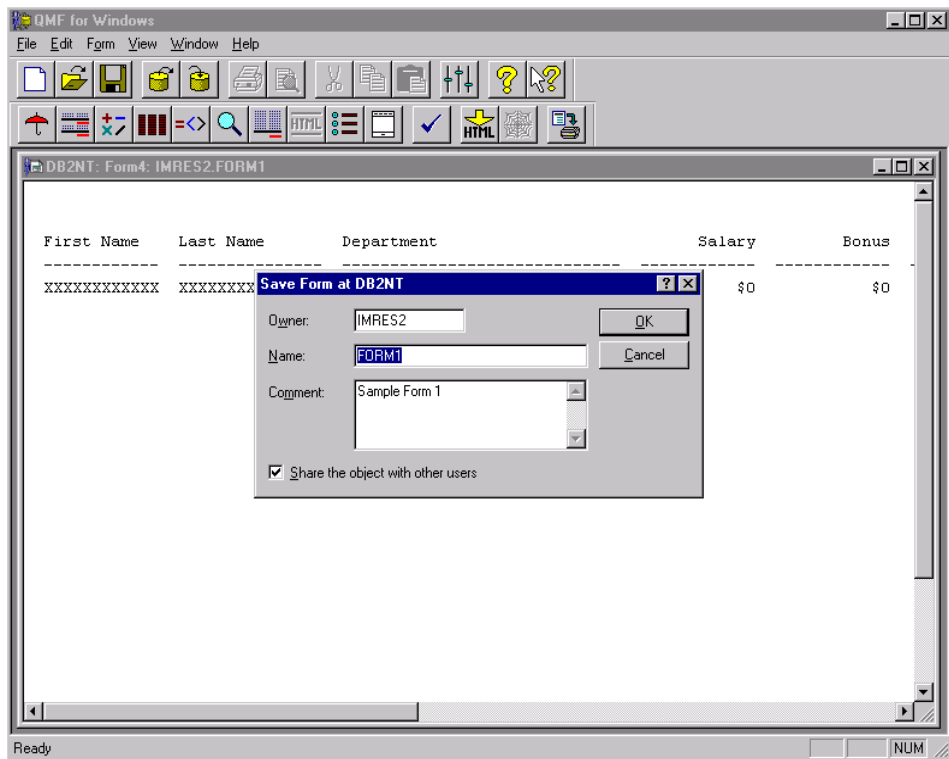 QMF for Windows
File Edit Form View Window Help
HTML HTML
DB2NT: Form4: IMRES2.FORM1
First Name Last Name Department Salary Bonus
------------ --------------- ----------------------------- ------------ ------------ -
XXXXXXXXXXXX XXXXXXXX $0 $0
Save Form at DB2NT
Owner: IMRES2 OK
Name: FORM1 Cancel
Comment: Sample Form 1
Share the object with other users
Ready NUM